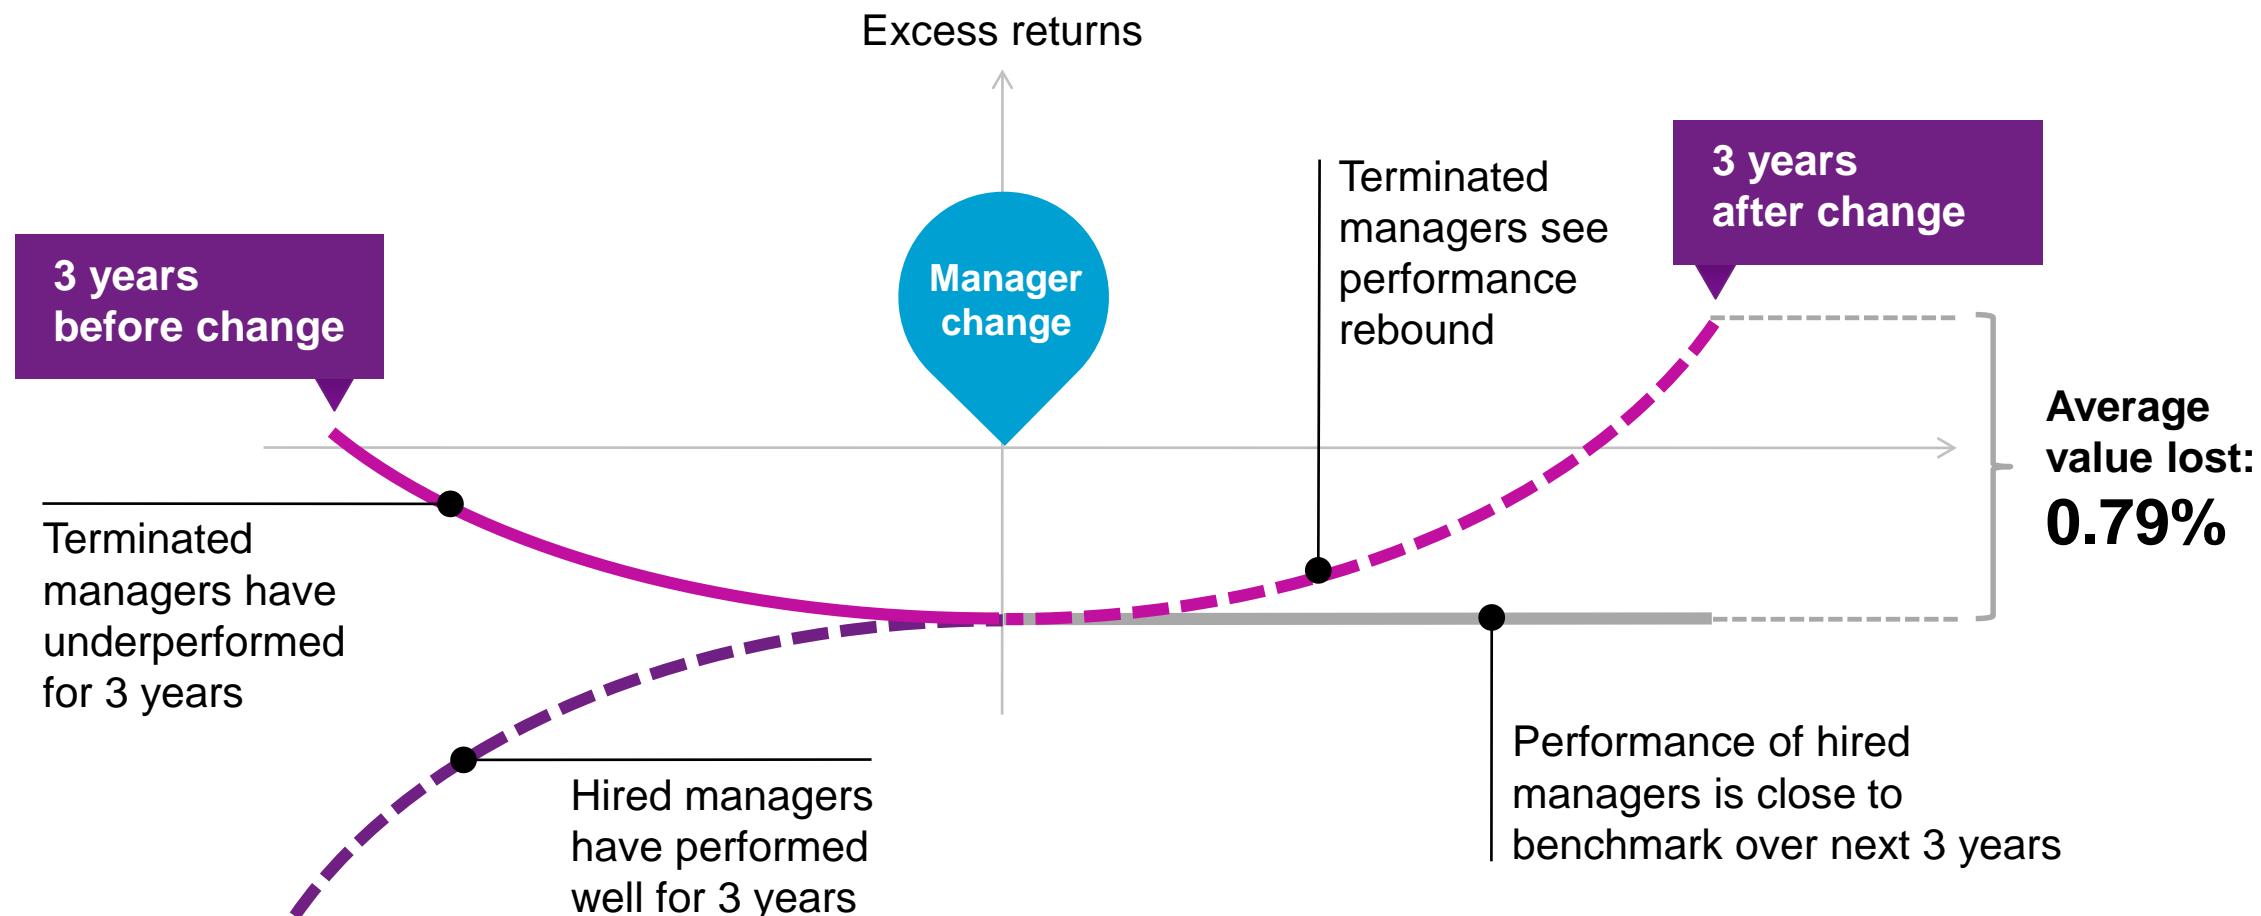 Excess returns
3 years
before change
Manager
change
Terminated
managers see
performance
rebound
3 years
after change
Average
value lost:
0.79%
Terminated
managers have
underperformed
for 3 years
Hired managers
have performed
well for 3 years
Performance of hired
managers is close to
benchmark over next 3 years